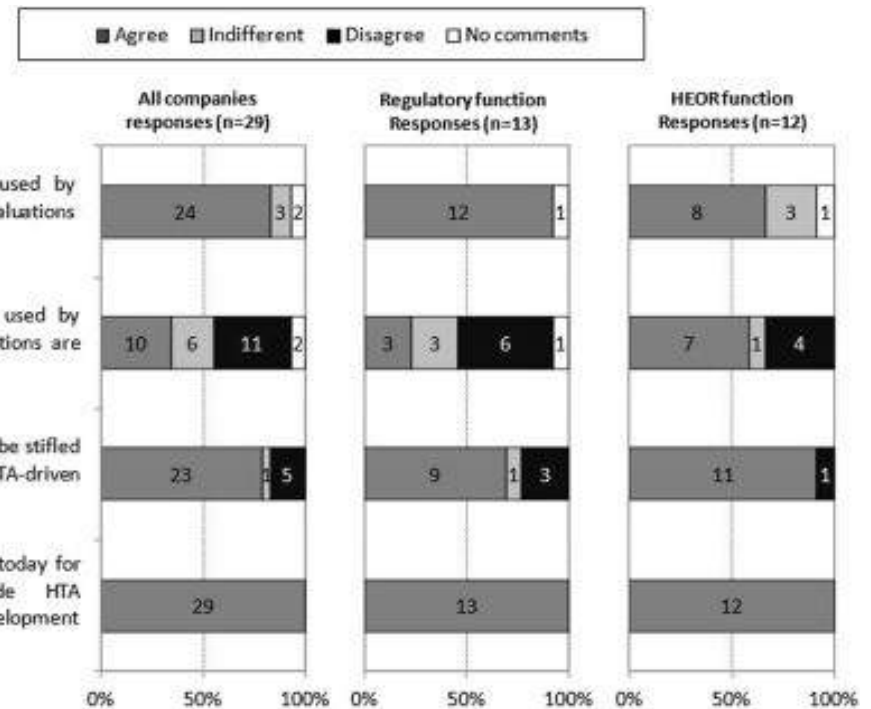 Agree Indifferent Disagree No comments
All companies responses (n=29)
Regulatory function Responses (n=13)
HEOR function Responses (n=12)
used by
aluations
24 3 2
12 1
8 3 1
used by
tions are
10 6 11 2
3 3 6 1
7 1 4
be stifled
TA-driven
23 1 5
9 1 3
11 1
today for
de HTA
elopment
29
13
12
0% 50% 100%
0% 50% 100%
0% 50% 100%